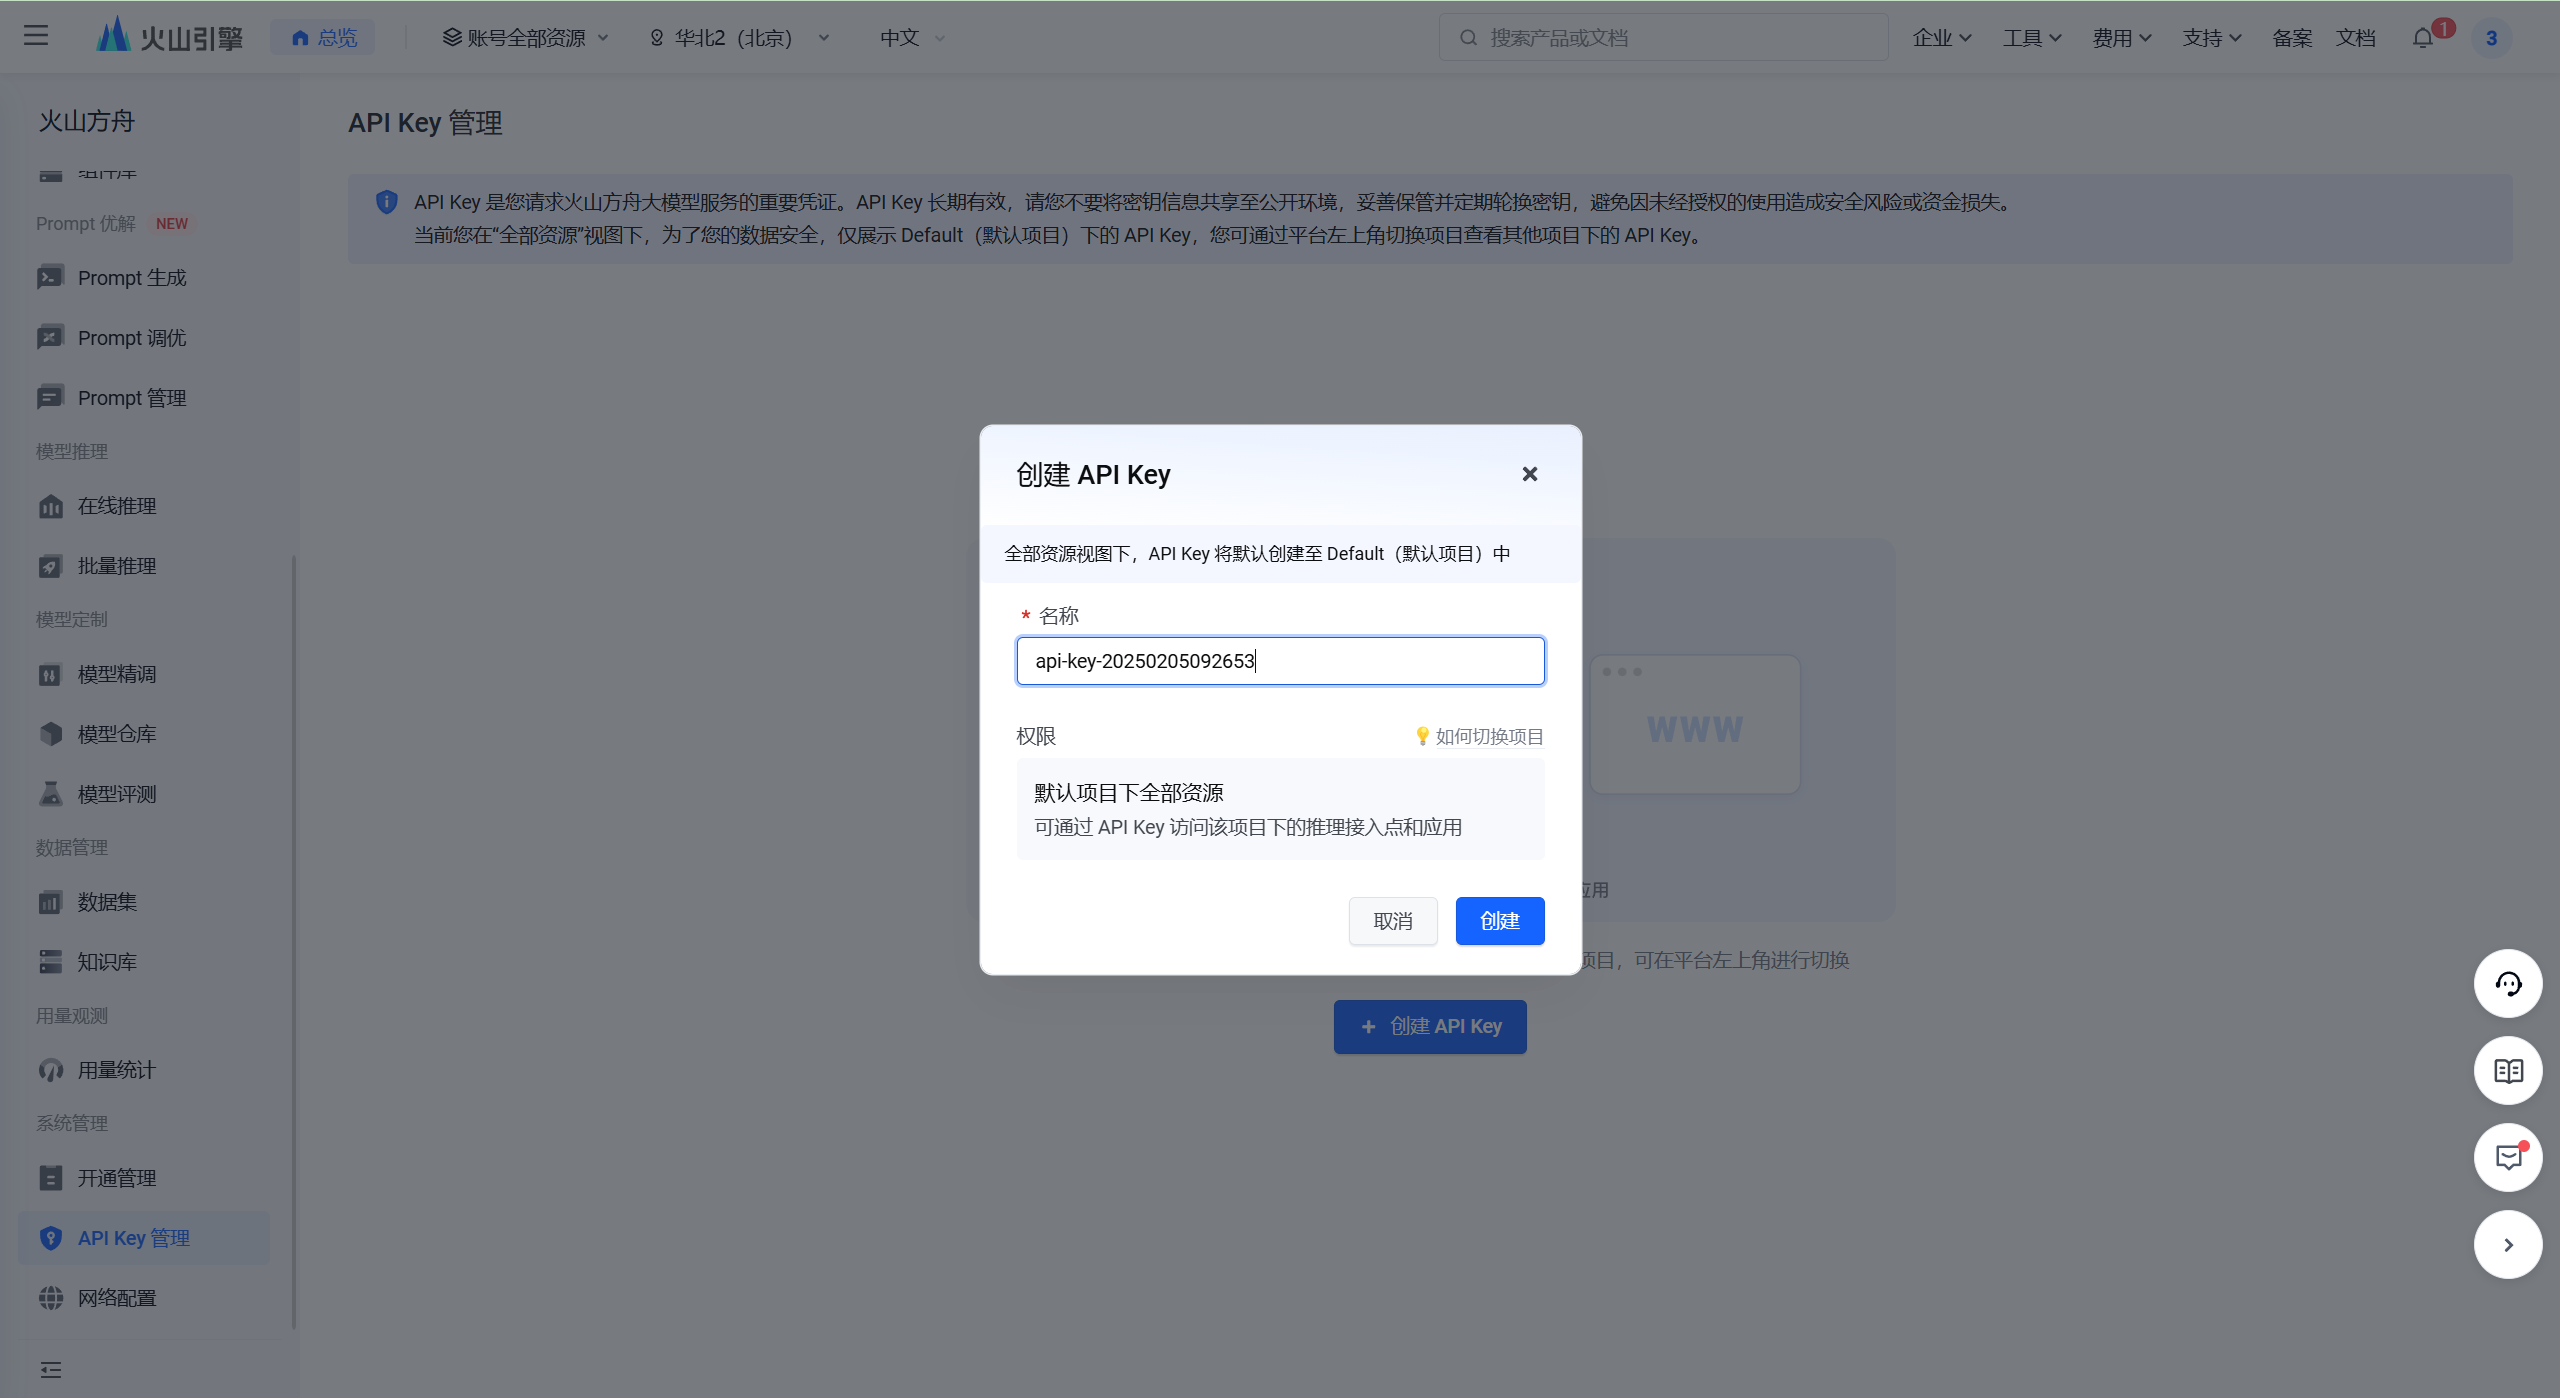 火山引擎
总览
账号全部资源
华北2（北京）
中文
搜索产品或文档
企业
工具
费用
支持
备案
文档
1
3
火山方舟
组件库
Prompt 优解 NEW
Prompt 生成
Prompt 调优
Prompt 管理
模型推理
在线推理
批量推理
模型定制
模型精调
模型仓库
模型评测
数据管理
数据集
知识库
用量观测
用量统计
系统管理
开通管理
API Key 管理
网络配置
API Key 管理
API Key 是您请求火山方舟大模型服务的重要凭证。API Key 长期有效，请您不要将密钥信息共享至公开环境，妥善保管并定期轮换密钥，避免因未经授权的使用造成安全风险或资金损失。
当前您在“全部资源”视图下，为了您的数据安全，仅展示 Default（默认项目）下的 API Key，您可通过平台左上角切换项目查看其他项目下的 API Key。
创建 API Key
全部资源视图下，API Key 将默认创建至 Default（默认项目）中
* 名称
api-key-20250205092653
权限
如何切换项目
默认项目下全部资源
可通过 API Key 访问该项目下的推理接入点和应用
取消
创建
www
应用
项目，可在平台左上角进行切换
+ 创建 API Key